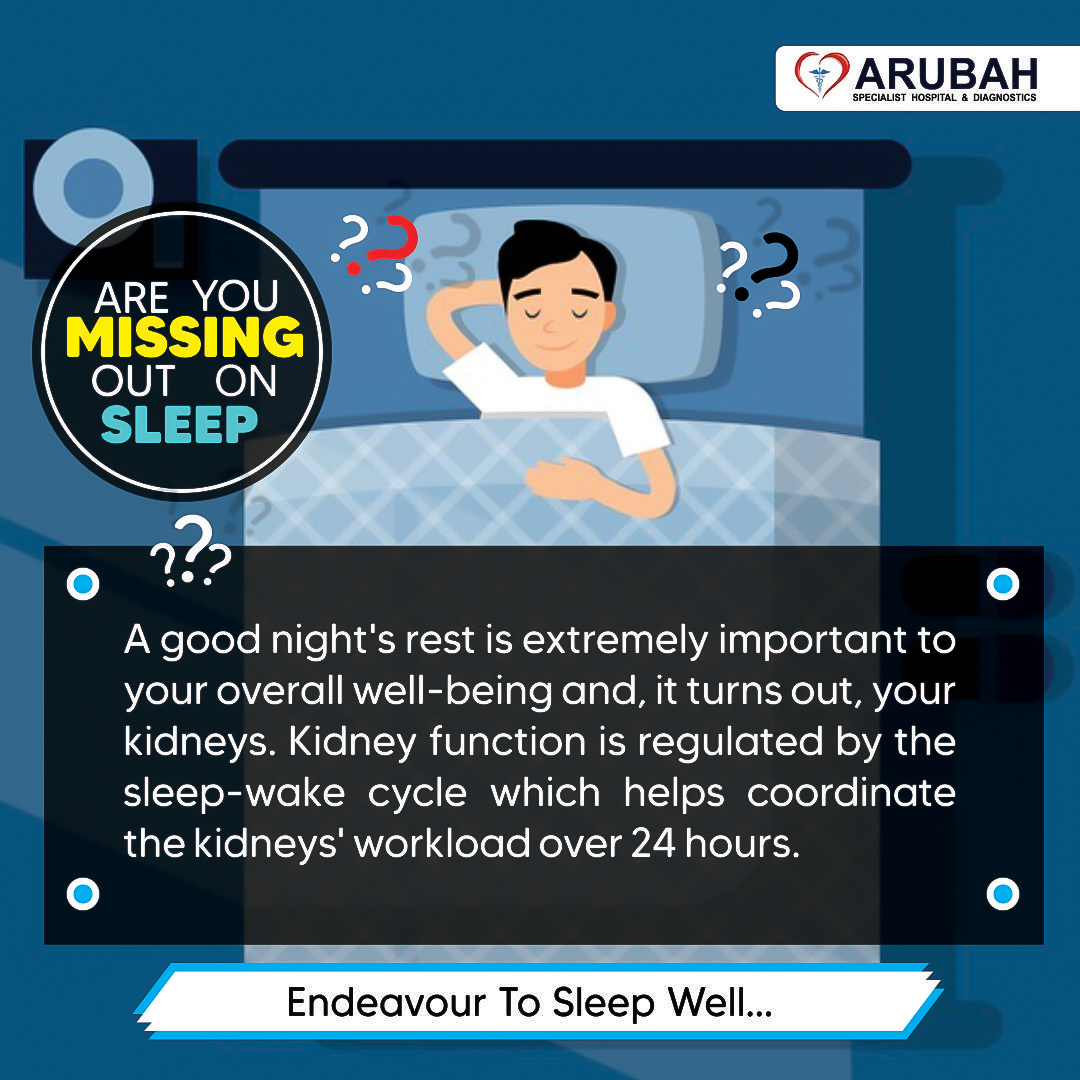 ARUBAH
SPECIALIST HOSPITAL & DIAGNOSTICS
ARE YOU
MISSING
OUT ON
SLEEP
A good night's rest is extremely important to
your overall well-being and, it turns out, your
kidneys. Kidney function is regulated by the
sleep-wake cycle which helps coordinate
the kidneys' workload over 24 hours.
Endeavour To Sleep Well...